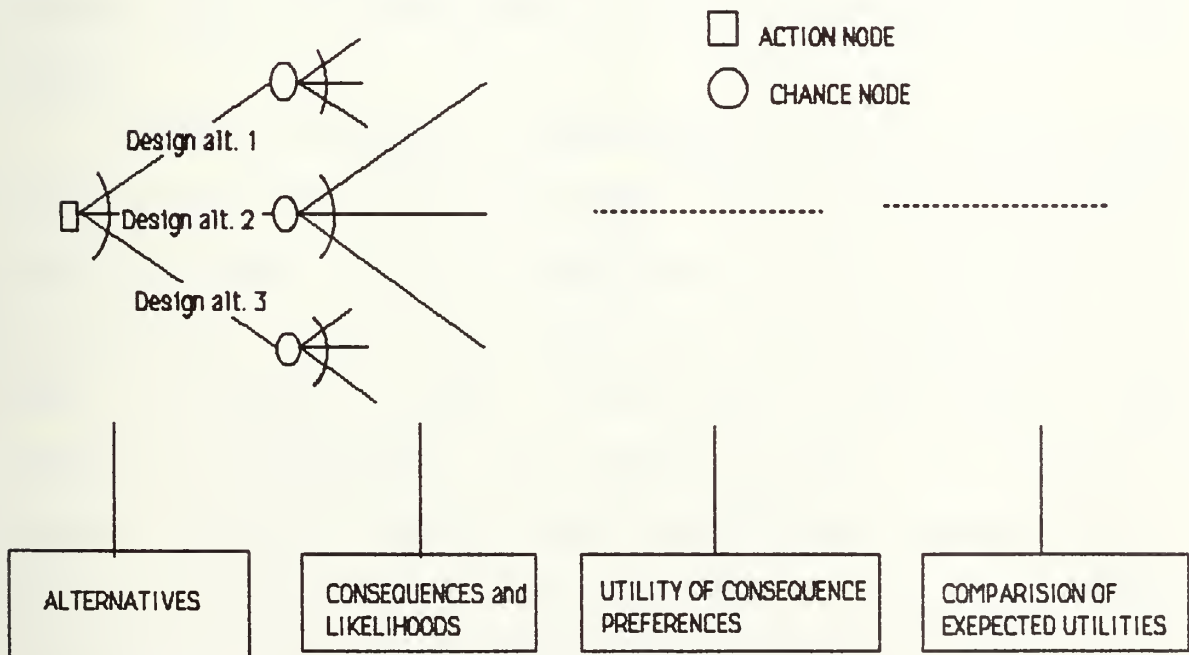 ACTION NODE
CHANCE NODE
Design alt. 1
Design alt. 2
Design alt. 3
ALTERNATIVES
CONSEQUENCES and
LIKELIHOODS
UTILITY OF CONSEQUENCE
PREFERENCES
COMPARISION OF
EXEPECTED UTILITIES